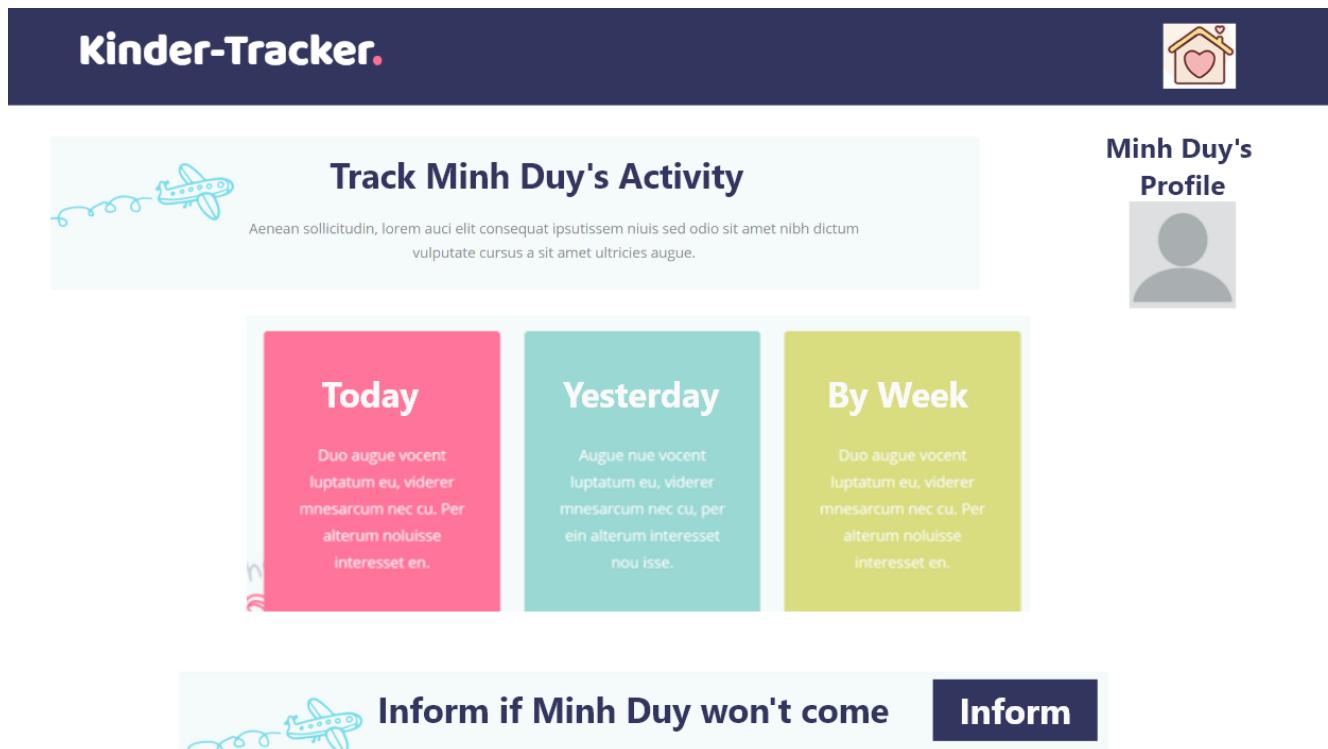 Kinder-Tracker.
Minh Duy's
Profile
Track Minh Duy's Activity
Aenean sollicitudin, lorem auci elit consequat ipsutissem niuis sed odio sit amet nibh dictum
vulputate cursus a sit amet ultricies augue.
Today
Duo augue vocent
luptatum eu, viderer
mnesarcum nec cu. Per
alterum noluisse
interesset en.
Yesterday
Augue nue vocent
luptatum eu, viderer
mnesarcum nec cu, per
ein alterum interesset
nou isse.
By Week
Duo augue vocent
luptatum eu, viderer
mnesarcum nec cu. Per
alterum noluisse
interesset en.
Inform if Minh Duy won't come
Inform